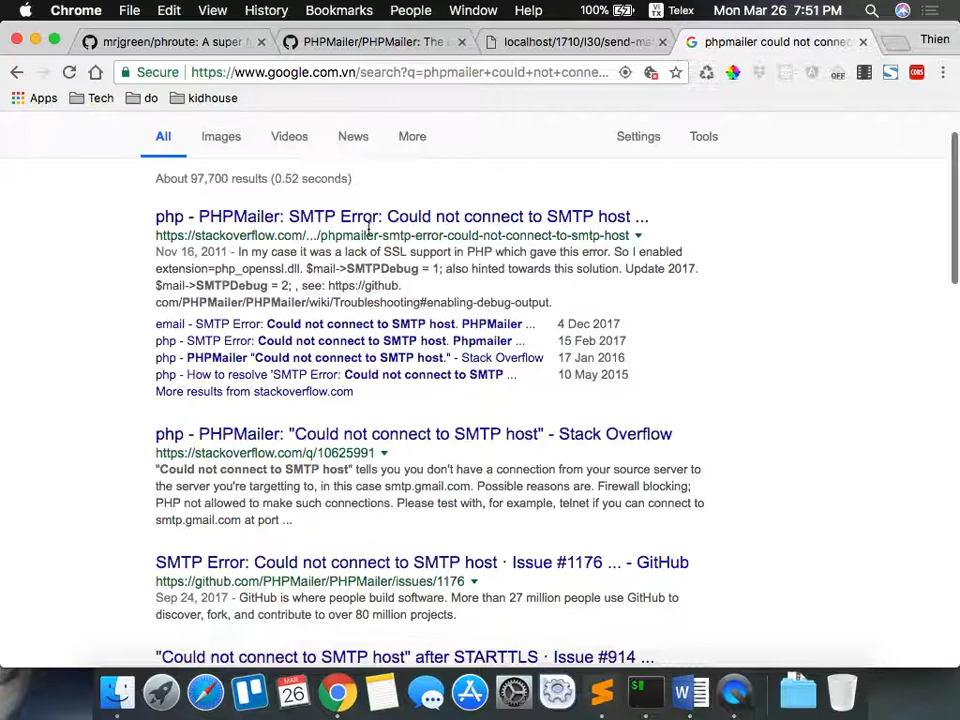 Chrome File Edit View History Bookmarks People Window Help 100% VI TX Telex Mon Mar 26 7:51 PM
mrjgreen/phroute: A super f
PHPMailer/PHPMailer: The
localhost/1710/l30/send-ma
phpmailer could not connec
Thien
Secure https://www.google.com.vn/search?q=phpmailer+could+not+conne... OFF CORS
Apps Tech do kidhouse
All Images Videos News More Settings Tools
About 97,700 results (0.52 seconds)
php - PHPMailer: SMTP Error: Could not connect to SMTP host ...
https://stackoverflow.com/.../phpmailer-smtp-error-could-not-connect-to-smtp-host
Nov 16, 2011 - In my case it was a lack of SSL support in PHP which gave this error. So I enabled
extension=php_openssl.dll. $mail->SMTPDebug = 1; also hinted towards this solution. Update 2017.
$mail->SMTPDebug = 2; , see: https://github.
com/PHPMailer/PHPMailer/wiki/Troubleshooting#enabling-debug-output.
email - SMTP Error: Could not connect to SMTP host. PHPMailer ... 4 Dec 2017
php - SMTP Error: Could not connect to SMTP host. Phpmailer ... 15 Feb 2017
php - PHPMailer "Could not connect to SMTP host." - Stack Overflow 17 Jan 2016
php - How to resolve 'SMTP Error: Could not connect to SMTP ... 10 May 2015
More results from stackoverflow.com
php - PHPMailer: "Could not connect to SMTP host" - Stack Overflow
https://stackoverflow.com/q/10625991
"Could not connect to SMTP host" tells you you don't have a connection from your source server to
the server you're targetting to, in this case smtp.gmail.com. Possible reasons are. Firewall blocking;
PHP not allowed to make such connections. Please test with, for example, telnet if you can connect to
smtp.gmail.com at port ...
SMTP Error: Could not connect to SMTP host · Issue #1176 ... - GitHub
https://github.com/PHPMailer/PHPMailer/issues/1176
Sep 24, 2017 - GitHub is where people build software. More than 27 million people use GitHub to
discover, fork, and contribute to over 80 million projects.
"Could not connect to SMTP host" after STARTTLS · Issue #914 ...
MAR
26